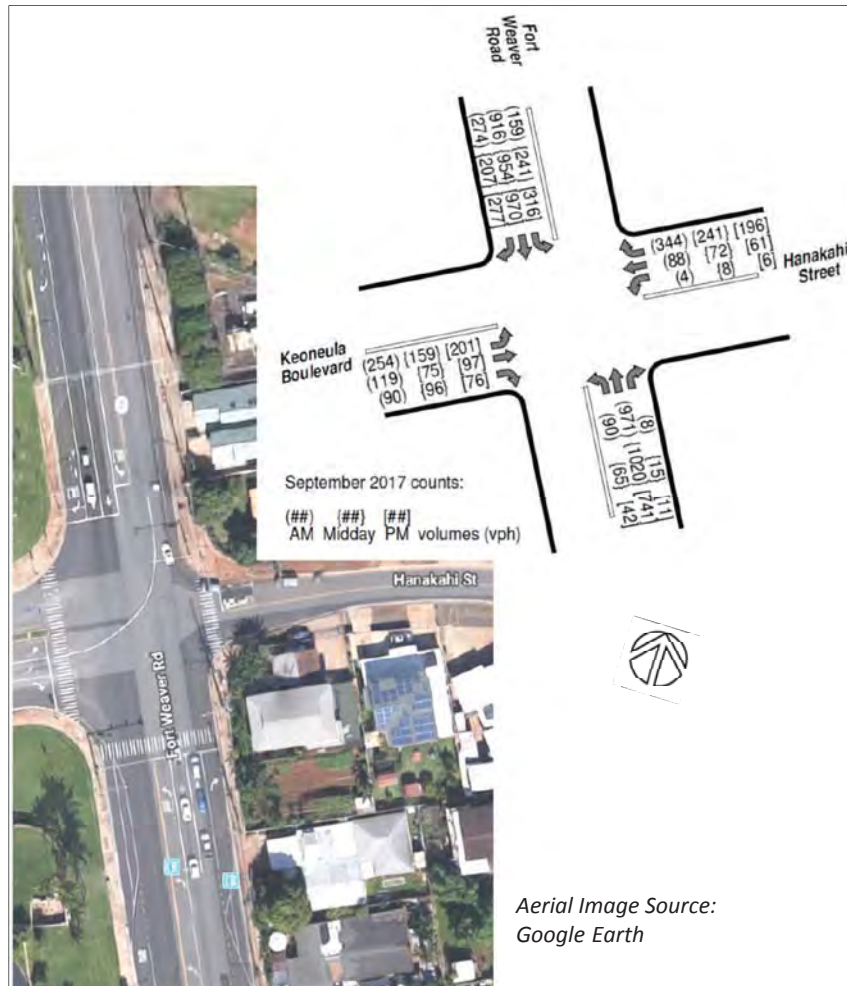 Fort
Weaver
Road
(159) {241} [316]
(916) {954} [970]
(274) {207} [277]
(344) {241} [196]
(88) {72} [61]
(4) {8} [6]
Hanakahi
Street
Keoneula
Boulevard
(254) {159} [201]
(119) {75} [97]
(90) {96} [76]
(8) {15} [11]
(971) {1020} [741]
(90) {65} [42]
September 2017 counts:
(##) {##} [##]
AM Midday PM volumes (vph)
Hanakahi St
Fort Weaver Rd
Aerial Image Source:
Google Earth